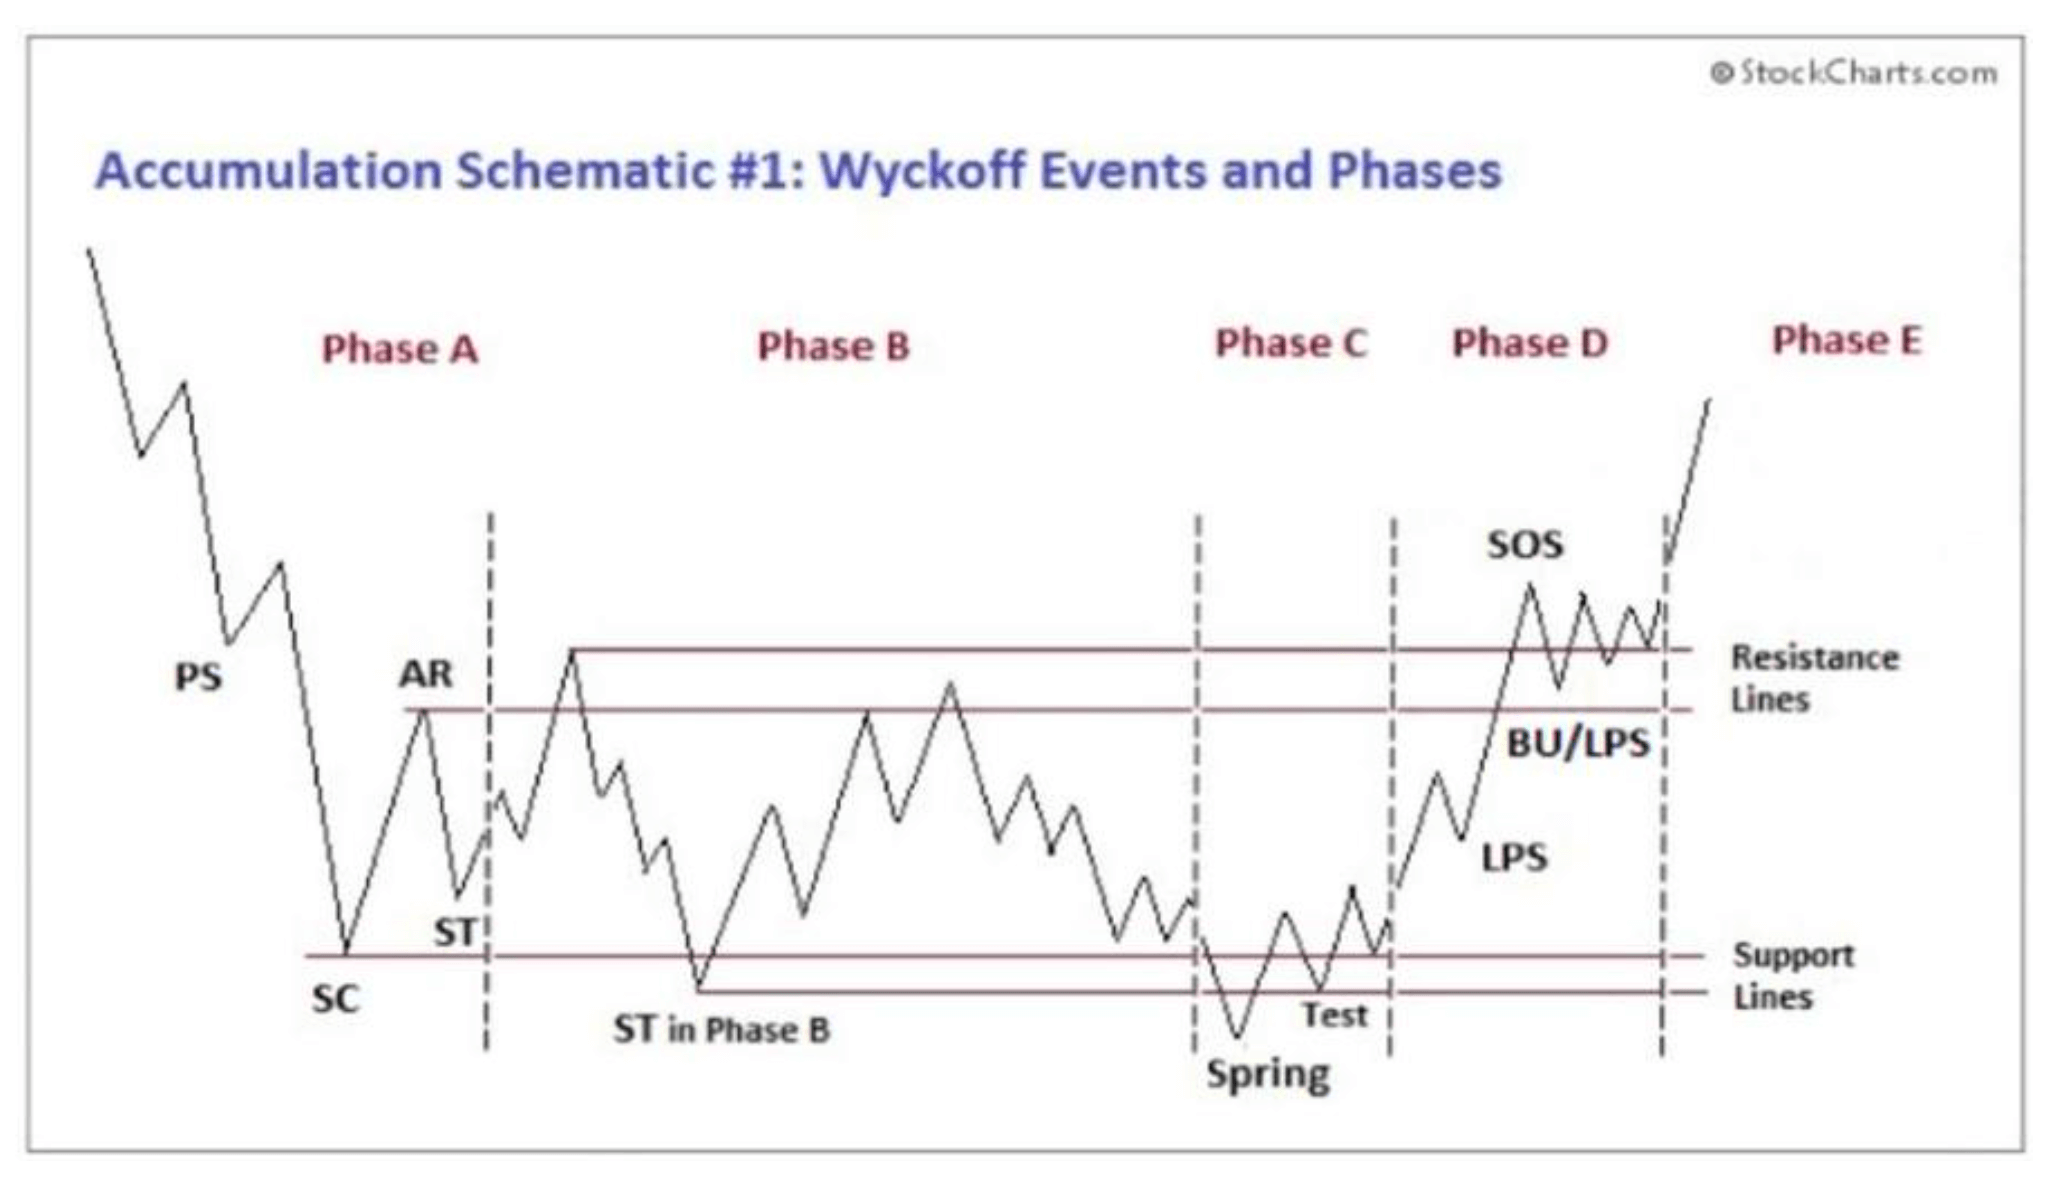 © StockCharts.com
Accumulation Schematic #1: Wyckoff Events and Phases
Phase A
Phase B
Phase C
Phase D
Phase E
SOS
PS
AR
Resistance
Lines
BU/LPS
LPS
ST
SC
Support
Lines
ST in Phase B
Test
Spring